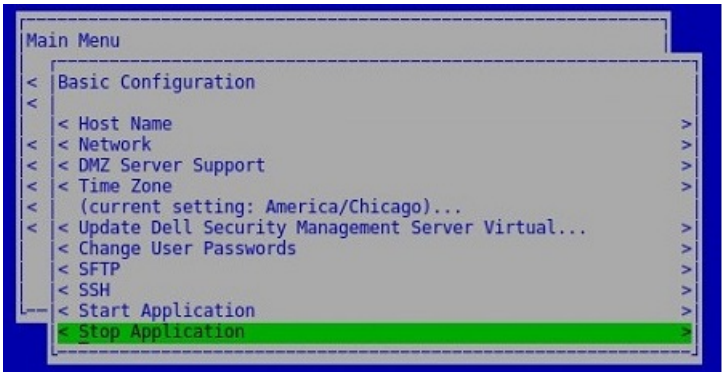 Main Menu
< Basic Configuration
<
< Host Name >
< < Network >
< < DMZ Server Support >
< < Time Zone >
< (current setting: America/Chicago)...
< < Update Dell Security Management Server Virtual... >
< Change User Passwords >
< SFTP >
< SSH >
< Start Application >
< Stop Application >